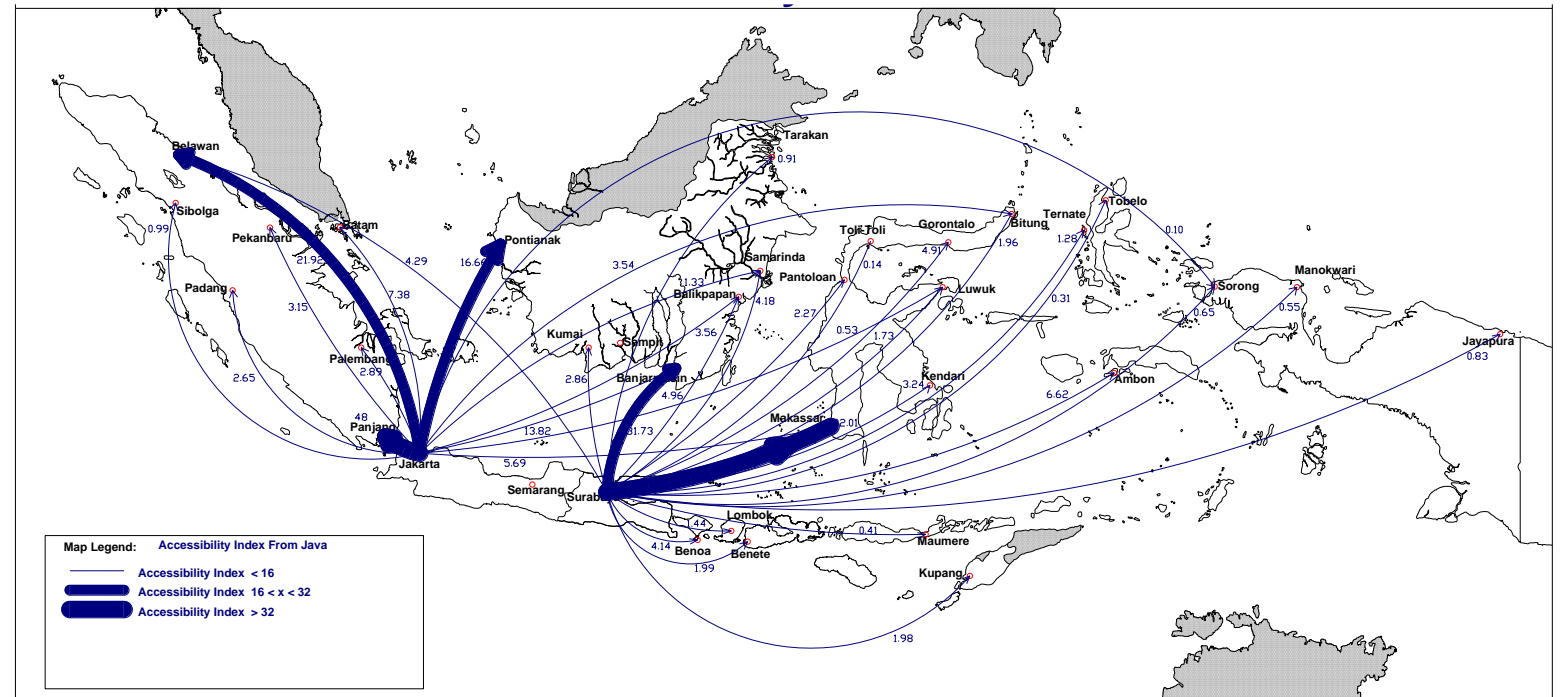 Tarakan
0.91
Belawan
Tobelo
Sibolga
0.99
Ternate
Bitung
Gorontalo
Toli-Toli
Batam
Pekanbaru
1.28
0.10
Pontianak
1.96
4.91
21.92
4.29
16.66
3.54
0.14
Samarinda
Pantoloan
Manokwari
Padang
7.38
1.33
Balikpapan
4.18
Luwuk
Sorong
3.15
0.31
0.65
0.55
2.27
Kumai
Sampit
3.56
0.53
1.73
Jayapura
0.83
Palembang
2.89
2.65
2.86
4.96
3.24
Kendari
6.62
Ambon
48
Panjang
Makassar
2.01
13.82
31.73
Jakarta
5.69
Semarang
Lombok
.44
0.41
4.14
Benoa
Benete
Maumere
1.99
Kupang
1.98
Map Legend: Accessibility Index From Java
Accessibility Index < 16
Accessibility Index 16 < x < 32
Accessibility Index > 32